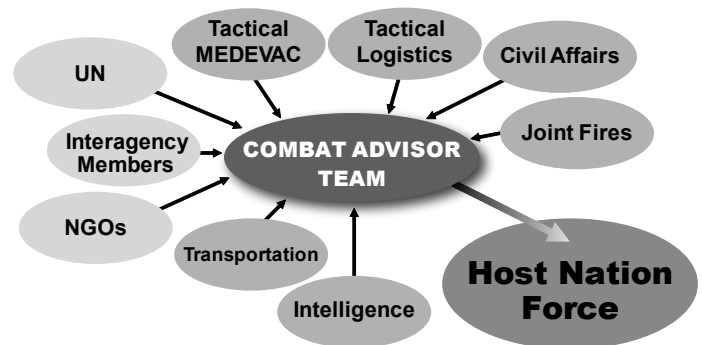 Tactical
MEDEVAC
Tactical
Logistics
UN
Civil Affairs
Interagency
Members
COMBAT ADVISOR
TEAM
Joint Fires
NGOs
Transportation
Intelligence
Host Nation
Force